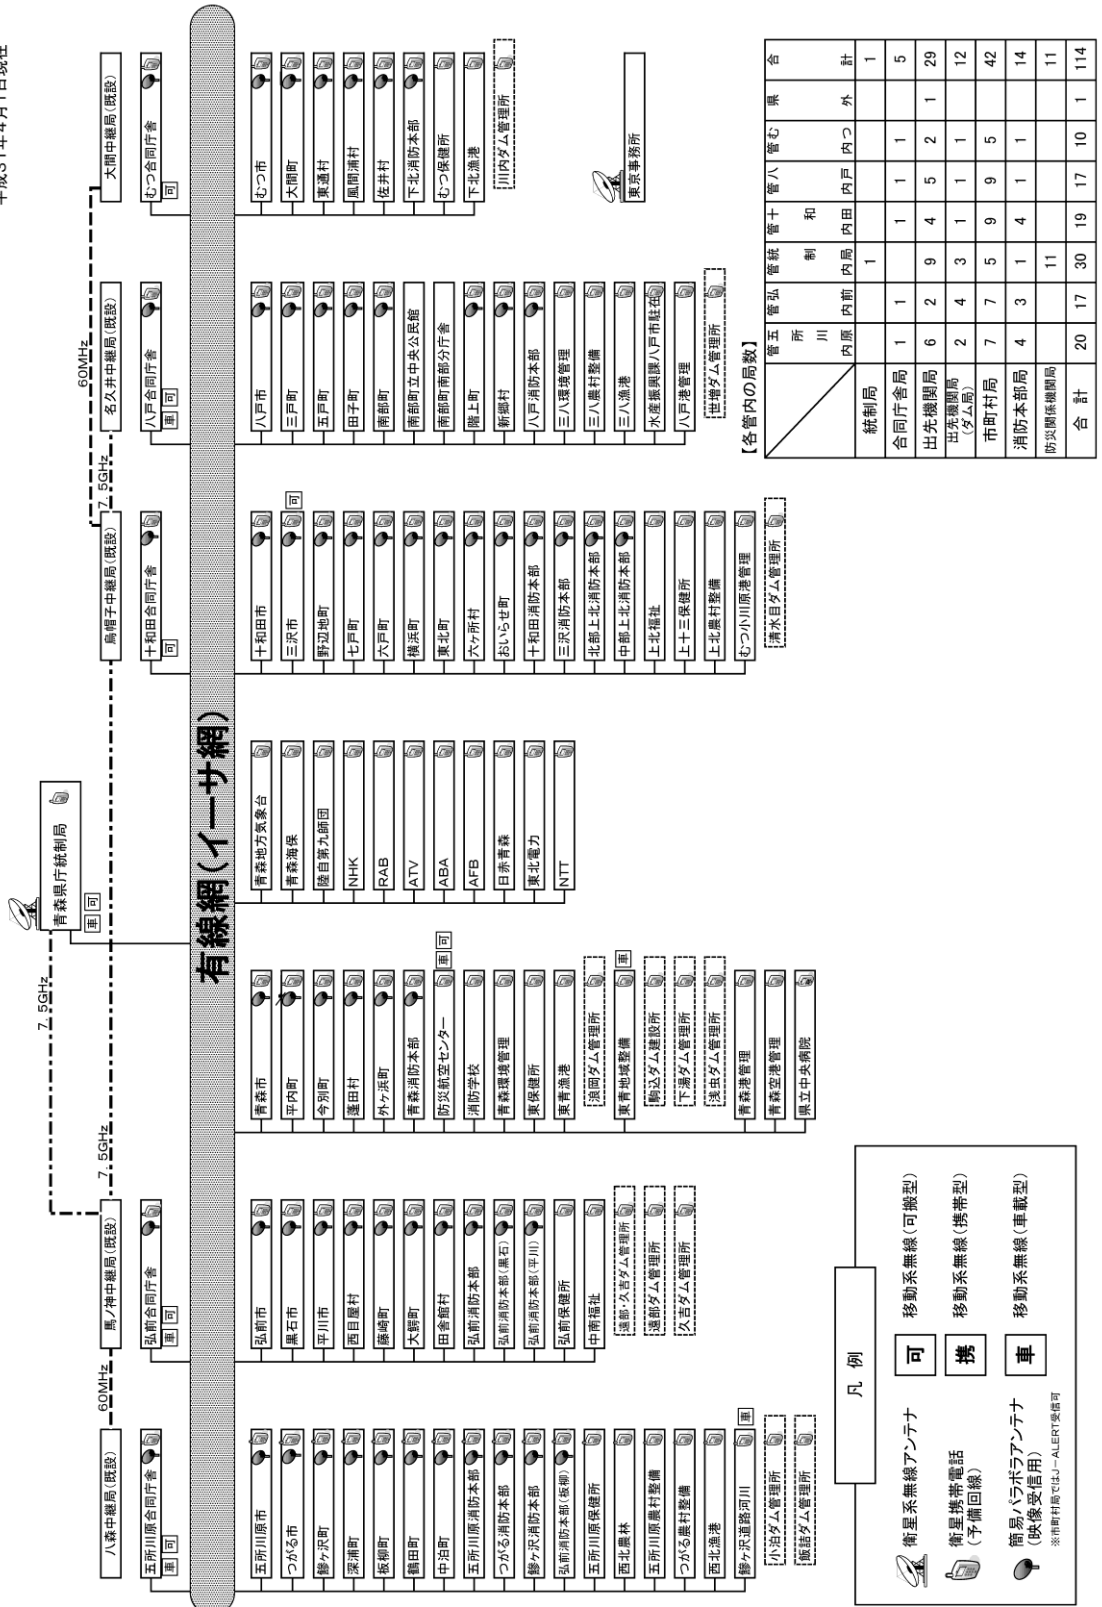 平成31年4月1日現在
青森県庁統制局
車 可
7.5GHz
7.5GHz
60MHz
7.5GHz
60MHz
八森中継局(既設)
馬ノ神中継局(既設)
烏帽子中継局(既設)
名久井中継局(既設)
大間中継局(既設)
五所川原合同庁舎
車 可
弘前合同庁舎
車 可
十和田合同庁舎
可
八戸合同庁舎
車 可
むつ合同庁舎
可
有線網(イーサ網)
五所川原市
つがる市
鰺ヶ沢町
深浦町
板柳町
鶴田町
中泊町
五所川原消防本部
つがる消防本部
鰺ヶ沢消防本部
弘前消防本部(板柳)
五所川原保健所
西北農林
五所川原農村整備
つがる農村整備
西北漁港
鰺ヶ沢道路河川
車
小泊ダム管理所
飯詰ダム管理所
弘前市
黒石市
平川市
西目屋村
藤崎町
大鰐町
田舎館村
弘前消防本部
弘前消防本部(黒石)
弘前消防本部(平川)
弘前保健所
中南福祉
遠部・久吉ダム管理所
遠部ダム管理所
久吉ダム管理所
青森市
平内町
今別町
蓬田村
外ヶ浜町
青森消防本部
防災航空センター
車 可
消防学校
青森環境管理
東保健所
東青漁港
浪岡ダム管理所
東青地域整備
車
駒込ダム建設所
下湯ダム管理所
浅虫ダム管理所
青森港管理
青森空港管理
県立中央病院
青森地方気象台
青森海保
陸自第九師団
NHK
RAB
ATV
ABA
AFB
日赤青森
東北電力
NTT
十和田市
三沢市
可
野辺地町
七戸町
六戸町
横浜町
東北町
六ヶ所村
おいらせ町
十和田消防本部
三沢消防本部
北部上北消防本部
中部上北消防本部
上北福祉
上十三保健所
上北農村整備
むつ小川原港管理
清水目ダム管理所
八戸市
三戸町
五戸町
田子町
南部町
南部町立中央公民館
南部町南部分庁舎
階上町
新郷村
八戸消防本部
三八環境管理
三八農村整備
三八漁港
水産振興課八戸市駐在
八戸港管理
世増ダム管理所
むつ市
大間町
東通村
風間浦村
佐井村
下北消防本部
むつ保健所
下北漁港
川内ダム管理所
東京事務所
凡例
衛星系無線アンテナ
衛星携帯電話
(予備回線)
簡易パラボラアンテナ
(映像受信用)
※市町村局ではJ-ALERT受信可
可 移動系無線(可搬型)
携 移動系無線(携帯型)
車 移動系無線(車載型)
【各管内の局数】
五所川原管内 弘前管内 統制局管内 十和田管内 八戸管内 むつ管内 県外 合計
統制局 1 1
合同庁舎局 1 1 1 1 1 5
出先機関局 6 2 9 4 5 2 1 29
出先機関局(ダム局) 2 4 3 1 1 1 12
市町村局 7 7 5 9 9 5 42
消防本部局 4 3 1 4 1 1 14
防災関係機関局 11 11
合計 20 17 30 19 17 10 1 114